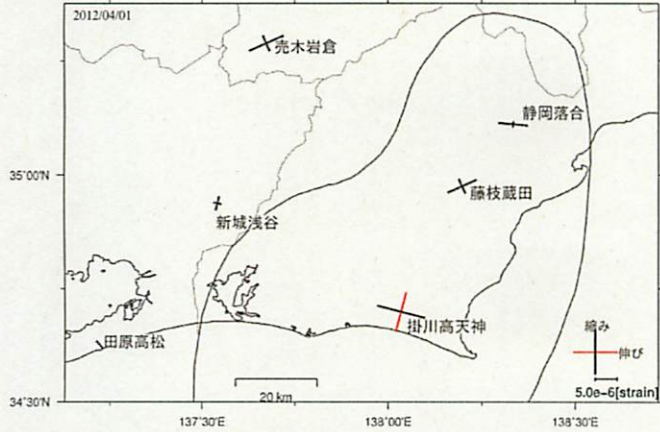 2012/04/01
売木岩倉
静岡落合
35°00'N
藤枝蔵田
新城浅谷
掛川高天神
縮み
田原高松
伸び
5.0e-6[strain]
20 km
34°30'N
137°30'E
138°00'E
138°30'E